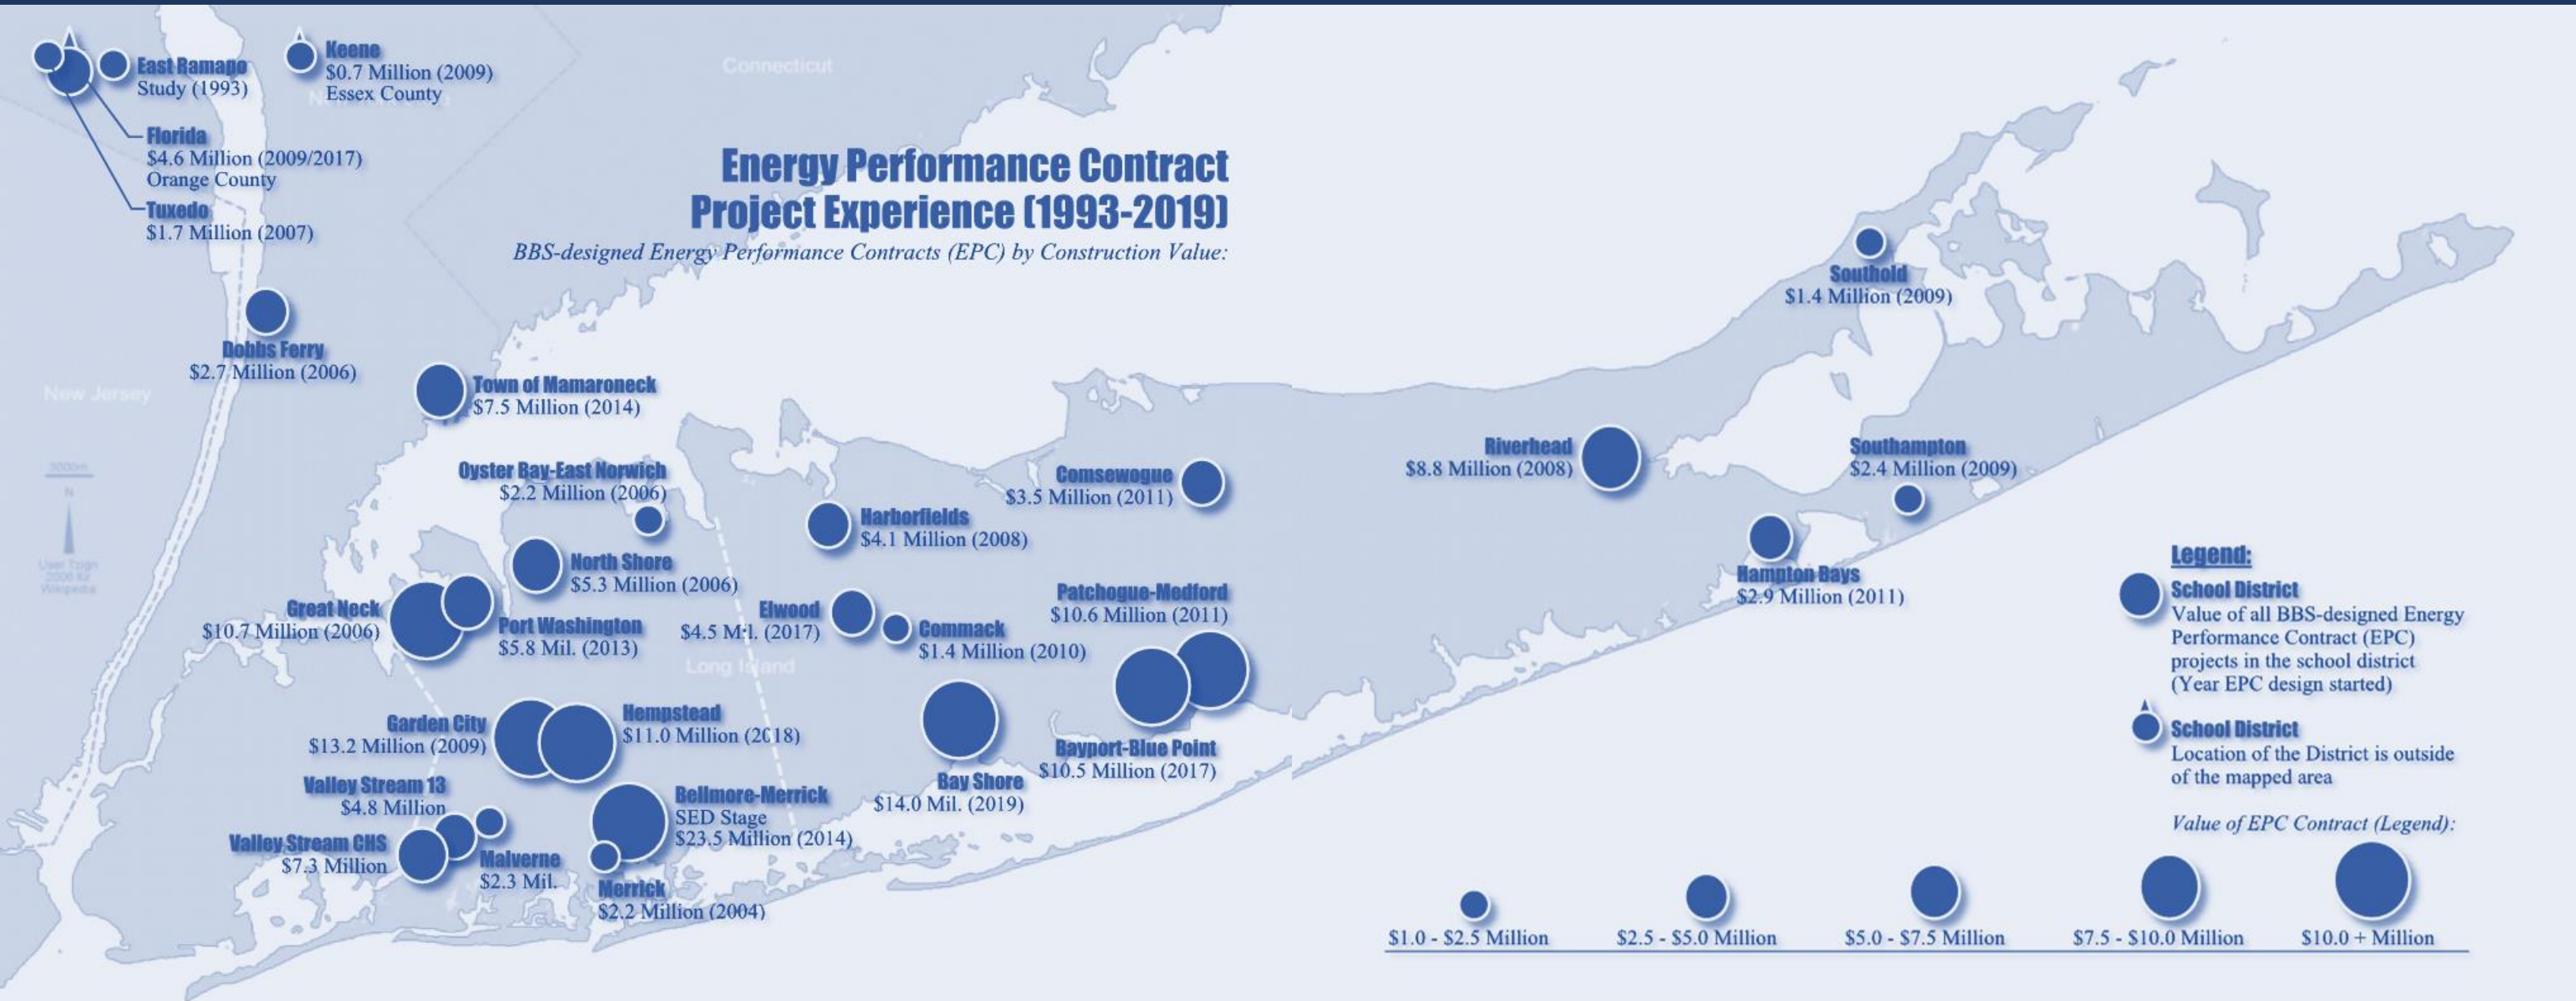 Keene
$0.7 Million (2009)
Essex County
East Ramapo
Study (1993)
Florida
$4.6 Million (2009/2017)
Orange County
Tuxedo
$1.7 Million (2007)
Connecticut
Energy Performance Contract
Project Experience (1993-2019)
BBS-designed Energy Performance Contracts (EPC) by Construction Value:
Dobbs Ferry
$2.7 Million (2006)
New Jersey
Town of Mamaroneck
$7.5 Million (2014)
Southold
$1.4 Million (2009)
3000m
N
2006 für
Wikipedia
Oyster Bay-East Norwich
$2.2 Million (2006)
Comsewogue
$3.5 Million (2011)
Riverhead
$8.8 Million (2008)
Southampton
$2.4 Million (2009)
Harborfields
$4.1 Million (2008)
North Shore
$5.3 Million (2006)
Hampton Bays
$2.9 Million (2011)
Great Neck
$10.7 Million (2006)
Port Washington
$5.8 Mil. (2013)
Elwood
$4.5 Mil. (2017)
Commack
$1.4 Million (2010)
Patchogue-Medford
$10.6 Million (2011)
Long Island
Garden City
$13.2 Million (2009)
Hempstead
$11.0 Million (2018)
Bayport-Blue Point
$10.5 Million (2017)
Bay Shore
$14.0 Mil. (2019)
Valley Stream 13
$4.8 Million
Bellmore-Merrick
SED Stage
$23.5 Million (2014)
Valley Stream CHS
$7.3 Million
Malverne
$2.3 Mil.
Merrick
$2.2 Million (2004)
Legend:
School District
Value of all BBS-designed Energy
Performance Contract (EPC)
projects in the school district
(Year EPC design started)
School District
Location of the District is outside
of the mapped area
Value of EPC Contract (Legend):
$1.0 - $2.5 Million
$2.5 - $5.0 Million
$5.0 - $7.5 Million
$7.5 - $10.0 Million
$10.0 + Million